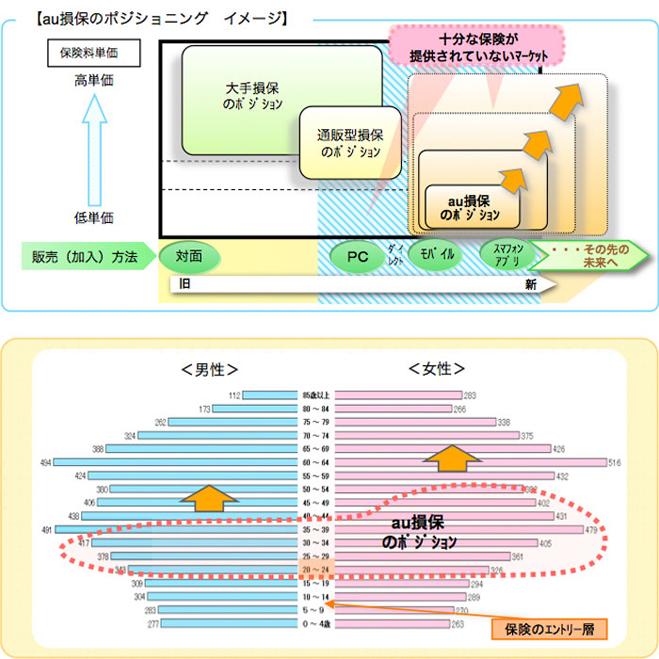 【au損保のポジショニング　イメージ】
保険料単価
高単価
低単価
十分な保険が
提供されていないﾏｰｹｯﾄ
大手損保
のﾎﾟｼﾞｼｮﾝ
通販型損保
のﾎﾟｼﾞｼｮﾝ
au損保
のﾎﾟｼﾞｼｮﾝ
販売（加入）方法
対面
PC
ﾀﾞｲ
ﾚｸﾄ
ﾓﾊﾞｲﾙ
ｽﾏﾌｫﾝ
ｱﾌﾟﾘ
・・・その先の
未来へ
旧
新
＜男性＞
＜女性＞
112 85歳以上 283
173 80～84 266
262 75～79 338
324 70～74 375
388 65～69 426
494 60～64 516
424 55～59 432
380 50～54
406 45～49 402
438 40～44 431
491 35～39 479
417 30～34 405
378 25～29 361
343 20～24 326
309 15～19 294
304 10～14 289
283 5～9 270
277 0～4歳 263
au損保
のﾎﾟｼﾞｼｮﾝ
保険のｴﾝﾄﾘｰ層